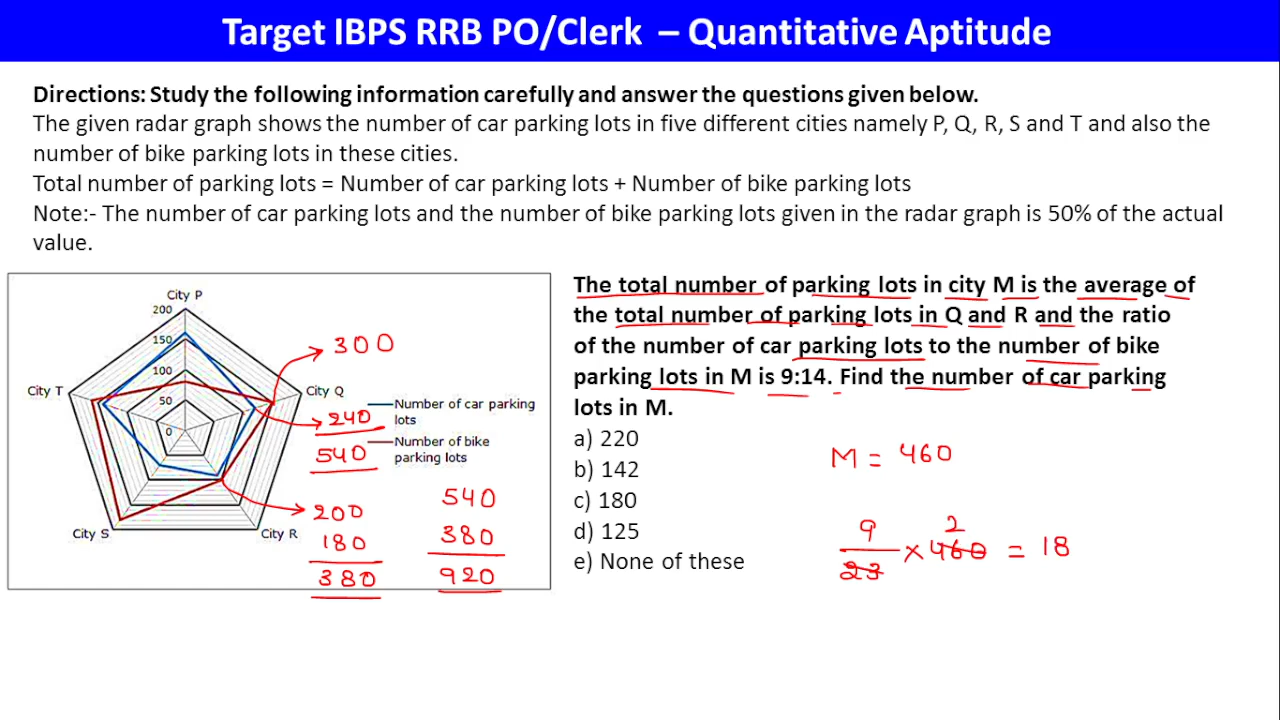 Target IBPS RRB PO/Clerk – Quantitative Aptitude
Directions: Study the following information carefully and answer the questions given below.
The given radar graph shows the number of car parking lots in five different cities namely P, Q, R, S and T and also the
number of bike parking lots in these cities.
Total number of parking lots = Number of car parking lots + Number of bike parking lots
Note:- The number of car parking lots and the number of bike parking lots given in the radar graph is 50% of the actual
value.
City P
200
150
100
50
0
City T
City Q
City S
City R
Number of car parking
lots
Number of bike
parking lots
300
240
540
200
180
380
540
380
920
The total number of parking lots in city M is the average of
the total number of parking lots in Q and R and the ratio
of the number of car parking lots to the number of bike
parking lots in M is 9:14. Find the number of car parking
lots in M.
a) 220
b) 142
c) 180
d) 125
e) None of these
M = 460
9 2
× 460 = 18
23